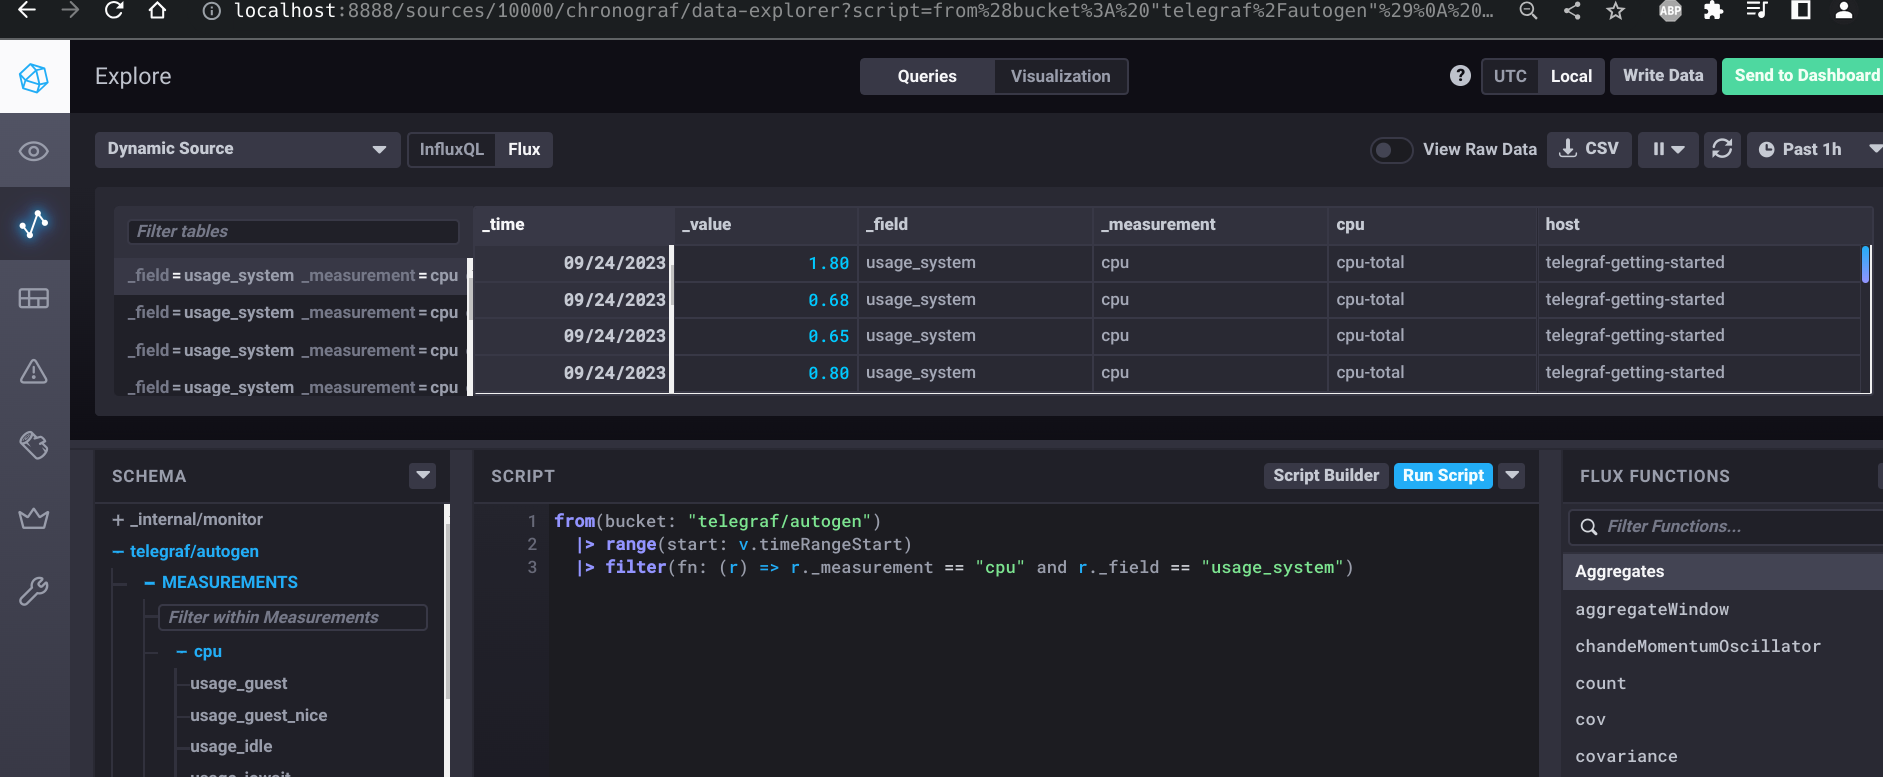 localhost:8888/sources/10000/chronograf/data-explorer?script=from%28bucket%3A%20"telegraf%2Fautogen"%29%0A%20...
ABP
Explore
Queries
Visualization
?
UTC
Local
Write Data
Send to Dashboard
Dynamic Source
InfluxQL
Flux
View Raw Data
CSV
Past 1h
Filter tables
_time _value _field _measurement cpu host
_field=usage_system _measurement=cpu
_field=usage_system _measurement=cpu
_field=usage_system _measurement=cpu
_field=usage_system _measurement=cpu
09/24/2023 1.80 usage_system cpu cpu-total telegraf-getting-started
09/24/2023 0.68 usage_system cpu cpu-total telegraf-getting-started
09/24/2023 0.65 usage_system cpu cpu-total telegraf-getting-started
09/24/2023 0.80 usage_system cpu cpu-total telegraf-getting-started
SCHEMA
+ _internal/monitor
– telegraf/autogen
– MEASUREMENTS
Filter within Measurements
– cpu
usage_guest
usage_guest_nice
usage_idle
usage_iowait
SCRIPT
Script Builder
Run Script
1 from(bucket: "telegraf/autogen")
2 |> range(start: v.timeRangeStart)
3 |> filter(fn: (r) => r._measurement == "cpu" and r._field == "usage_system")
FLUX FUNCTIONS
Filter Functions...
Aggregates
aggregateWindow
chandeMomentumOscillator
count
cov
covariance